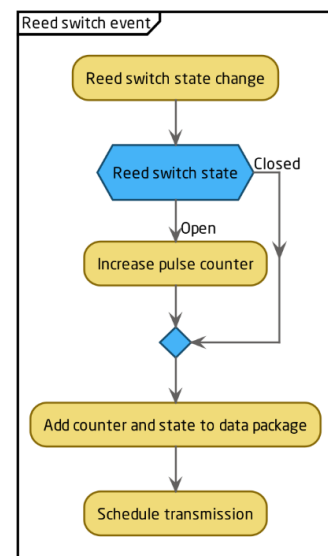 Reed switch event
Reed switch state change
Reed switch state
Closed
Open
Increase pulse counter
Add counter and state to data package
Schedule transmission